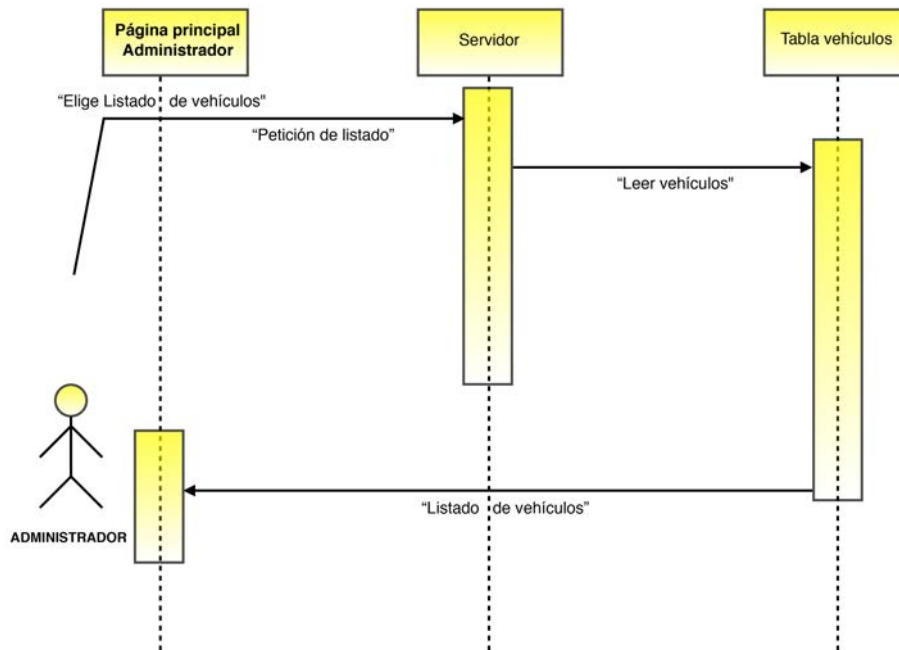 Página principal
Administrador
Servidor
Tabla vehículos
“Elige Listado de vehículos"
“Petición de listado”
“Leer vehículos"
“Listado de vehículos”
ADMINISTRADOR